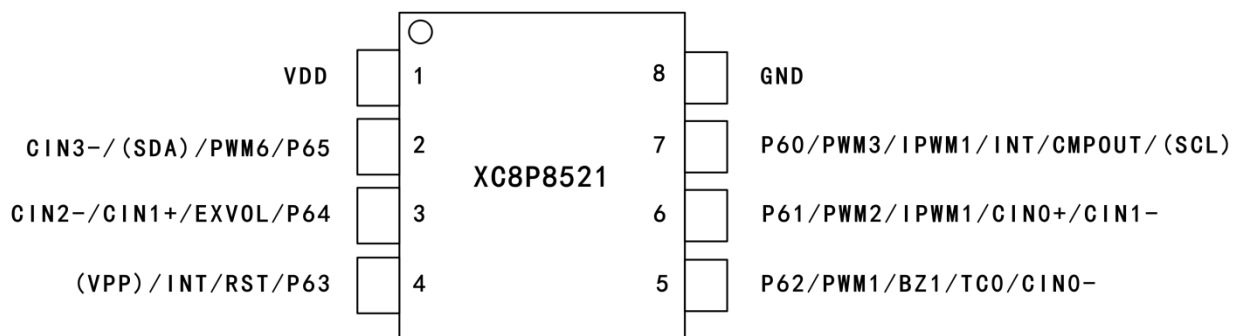 VDD 1 8 GND
CIN3-/(SDA)/PWM6/P65 2 7 P60/PWM3/IPWM1/INT/CMPOUT/(SCL)
XC8P8521
CIN2-/CIN1+/EXVOL/P64 3 6 P61/PWM2/IPWM1/CIN0+/CIN1-
(VPP)/INT/RST/P63 4 5 P62/PWM1/BZ1/TC0/CIN0-